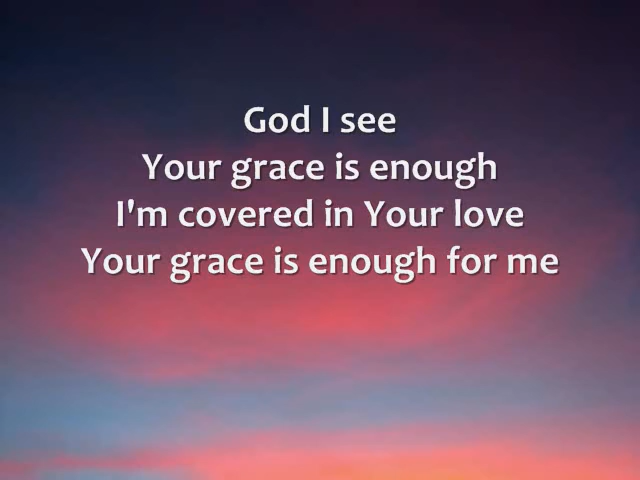 God I see
Your grace is enough
I'm covered in Your love
Your grace is enough for me